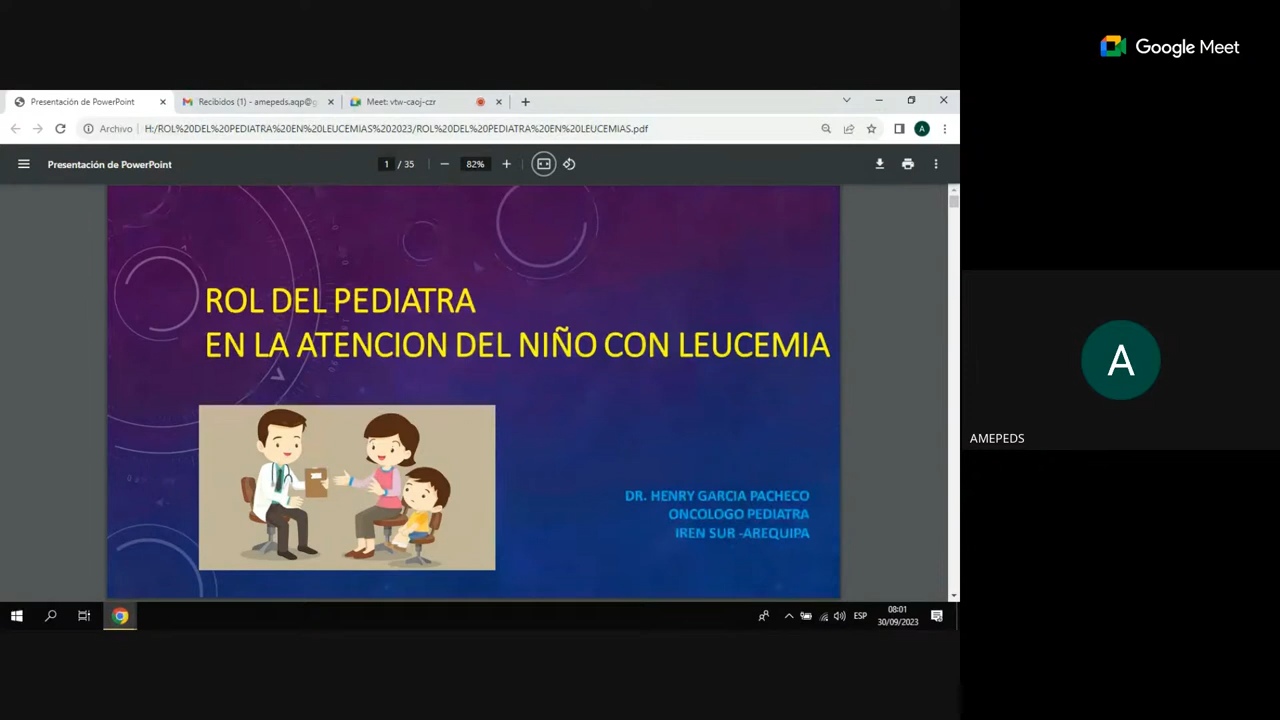 Google Meet
Presentación de PowerPoint
Recibidos (1) - amepeds.aqp@g
Meet: vtw-caoj-czr
Archivo
H:/ROL%20DEL%20PEDIATRA%20EN%20LEUCEMIAS%202023/ROL%20DEL%20PEDIATRA%20EN%20LEUCEMIAS.pdf
A
Presentación de PowerPoint
1 / 35
82%
ROL DEL PEDIATRA
EN LA ATENCION DEL NIÑO CON LEUCEMIA
DR. HENRY GARCIA PACHECO
ONCOLOGO PEDIATRA
IREN SUR -AREQUIPA
A
AMEPEDS
ESP
08:01
30/09/2023